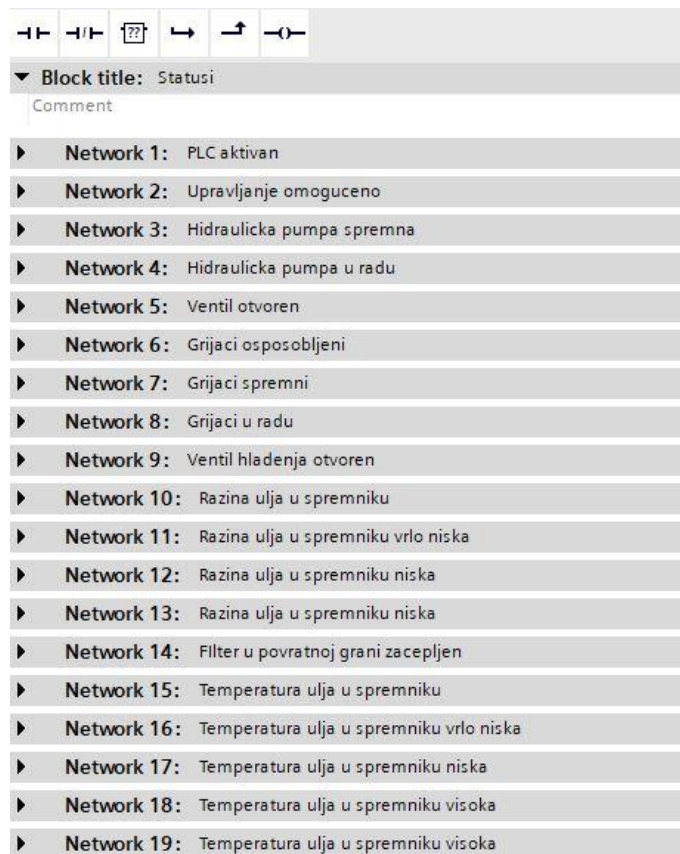 ??
Block title: Statusi
Comment
Network 1: PLC aktivan
Network 2: Upravljanje omoguceno
Network 3: Hidraulicka pumpa spremna
Network 4: Hidraulicka pumpa u radu
Network 5: Ventil otvoren
Network 6: Grijaci osposobljeni
Network 7: Grijaci spremni
Network 8: Grijaci u radu
Network 9: Ventil hladenja otvoren
Network 10: Razina ulja u spremniku
Network 11: Razina ulja u spremniku vrlo niska
Network 12: Razina ulja u spremniku niska
Network 13: Razina ulja u spremniku niska
Network 14: FIlter u povratnoj grani zacepljen
Network 15: Temperatura ulja u spremniku
Network 16: Temperatura ulja u spremniku vrlo niska
Network 17: Temperatura ulja u spremniku niska
Network 18: Temperatura ulja u spremniku visoka
Network 19: Temperatura ulja u spremniku visoka